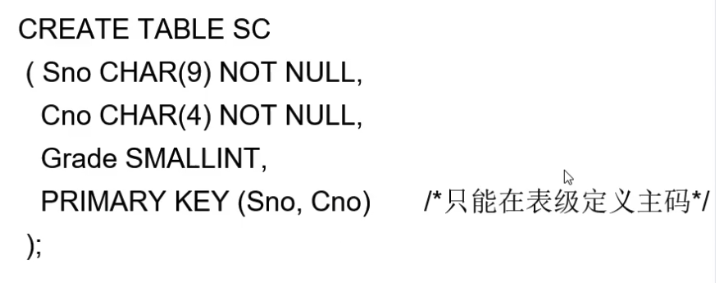 CREATE TABLE SC
( Sno CHAR(9) NOT NULL,
Cno CHAR(4) NOT NULL,
Grade SMALLINT,
PRIMARY KEY (Sno, Cno) /*只能在表级定义主码*/
);